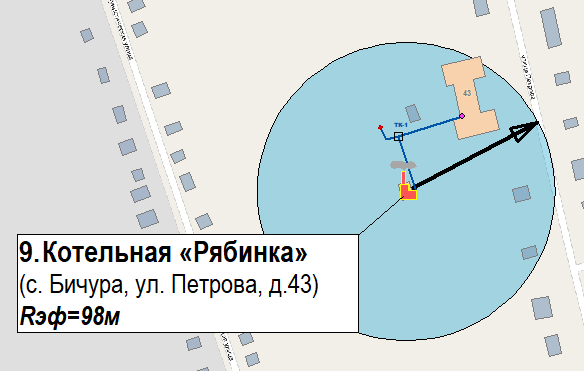 43
ТК-1
9.Котельная «Рябинка»
(с. Бичура, ул. Петрова, д.43)
Rэф=98м